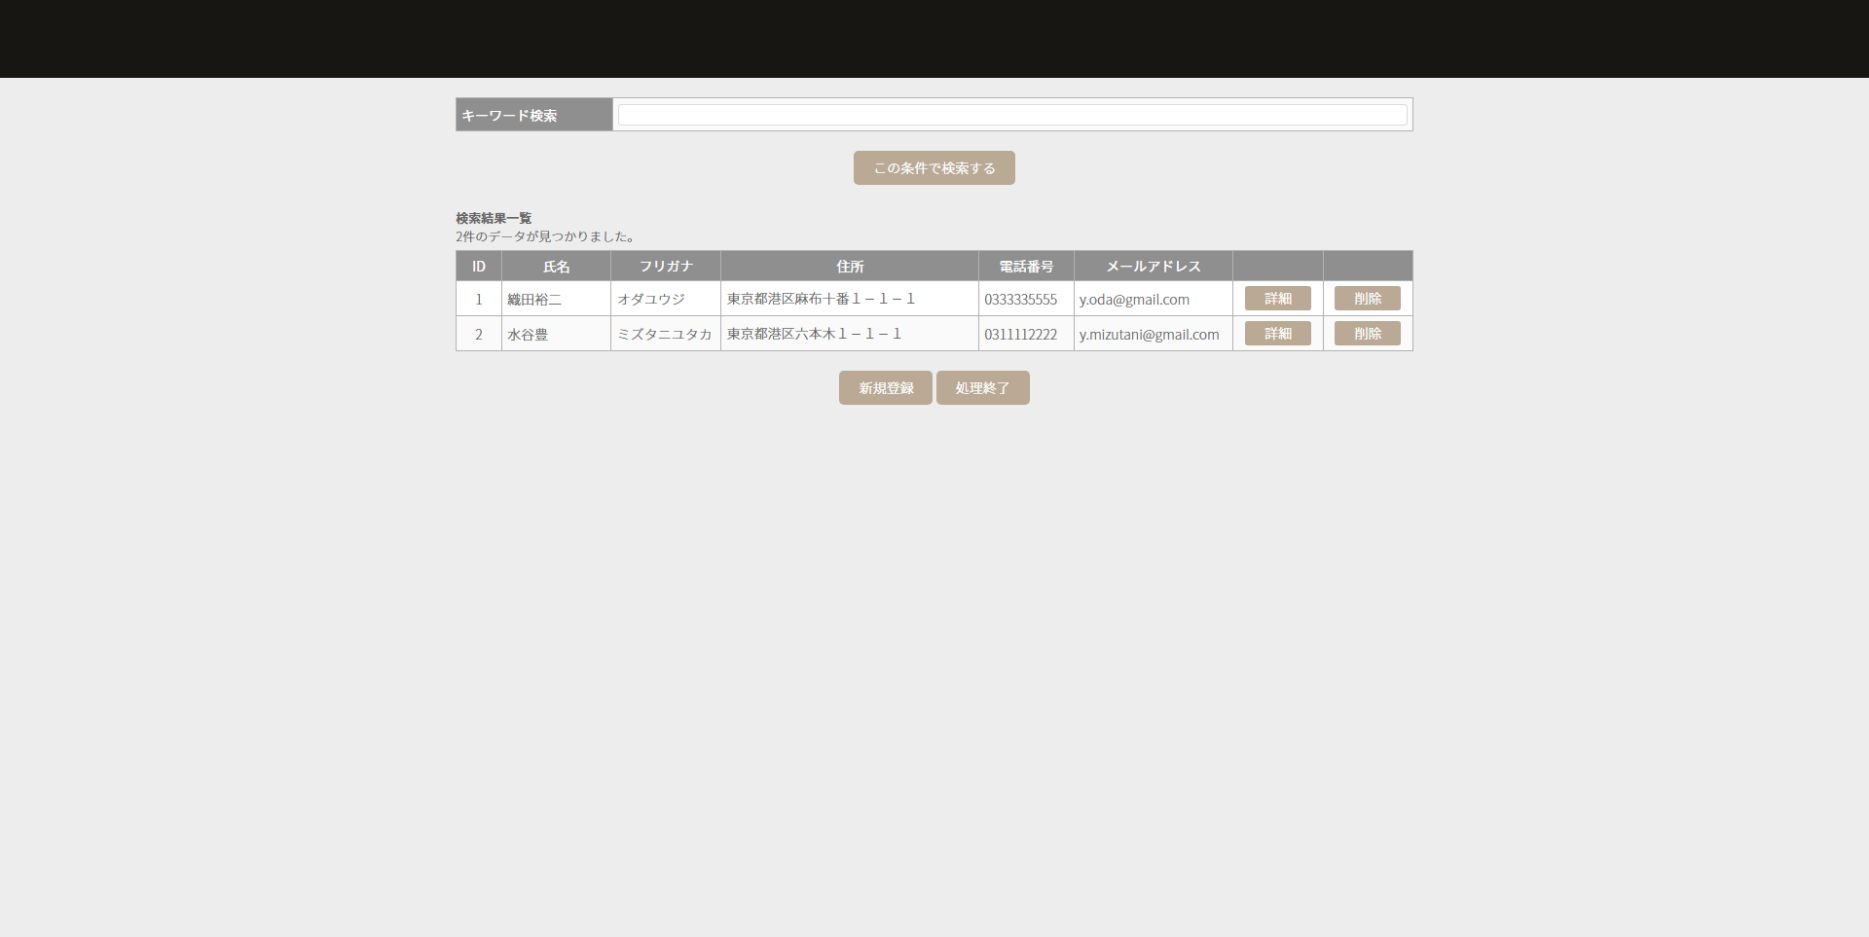 キーワード検索
この条件で検索する
検索結果一覧
2件のデータが見つかりました。
ID 氏名 フリガナ 住所 電話番号 メールアドレス
1 織田裕二 オダユウジ 東京都港区麻布十番１－１－１ 0333335555 y.oda@gmail.com 詳細 削除
2 水谷豊 ミズタニユタカ 東京都港区六本木１－１－１ 0311112222 y.mizutani@gmail.com 詳細 削除
新規登録 処理終了